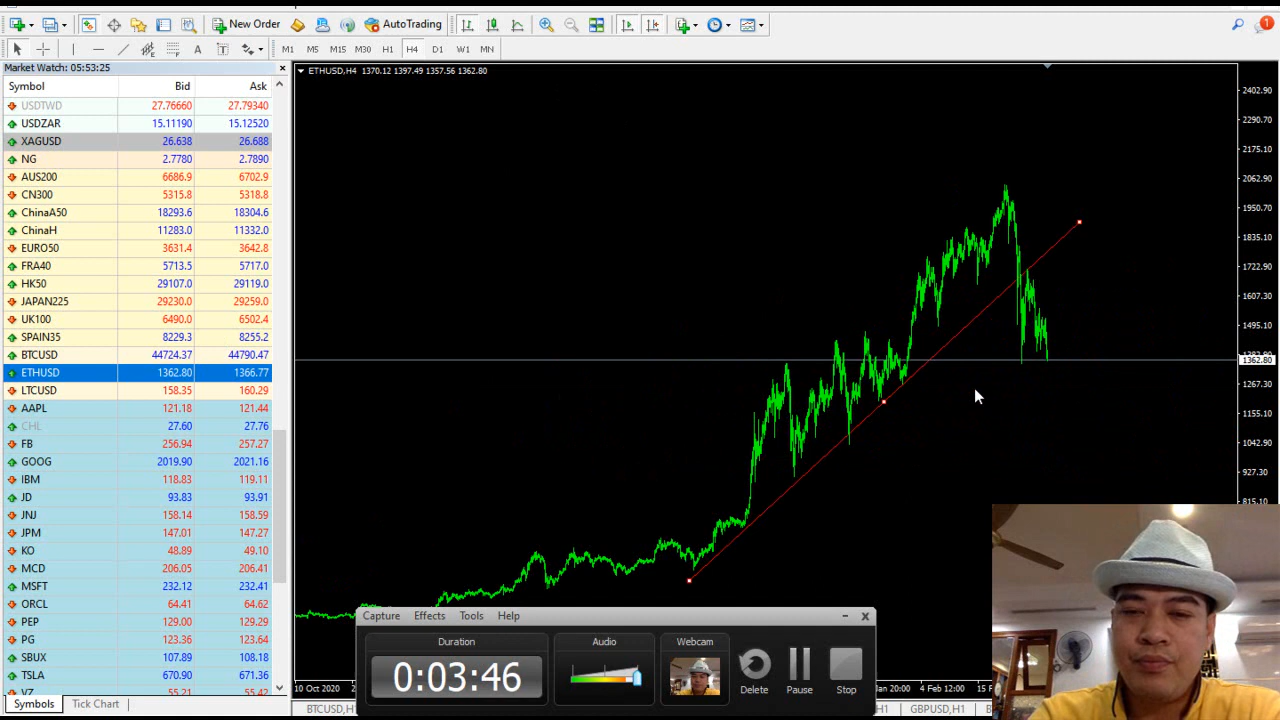 New Order
AutoTrading
1
A
T
M1 M5 M15 M30 H1 H4 D1 W1 MN
Market Watch: 05:53:25
Symbol Bid Ask
USDTWD 27.76660 27.79340
USDZAR 15.11190 15.12520
XAGUSD 26.638 26.688
NG 2.7780 2.7890
AUS200 6686.9 6702.9
CN300 5315.8 5318.8
ChinaA50 18293.6 18304.6
ChinaH 11283.0 11332.0
EURO50 3631.4 3642.8
FRA40 5713.5 5717.0
HK50 29107.0 29119.0
JAPAN225 29230.0 29259.0
UK100 6490.0 6502.4
SPAIN35 8229.3 8255.2
BTCUSD 44724.37 44790.47
ETHUSD 1362.80 1366.77
LTCUSD 158.35 160.29
AAPL 121.18 121.44
CHL 27.60 27.76
FB 256.94 257.27
GOOG 2019.90 2021.16
IBM 118.83 119.11
JD 93.83 93.91
JNJ 158.14 158.59
JPM 147.01 147.27
KO 48.89 49.10
MCD 206.05 206.41
MSFT 232.12 232.41
ORCL 64.41 64.62
PEP 129.00 129.29
PG 123.36 123.64
SBUX 107.89 108.18
TSLA 670.90 671.36
VZ 55.21 55.42
Symbols Tick Chart
ETHUSD,H4 1370.12 1397.49 1357.56 1362.80
2402.90
2290.70
2175.10
2062.90
1950.70
1835.10
1722.90
1607.30
1495.10
1362.80
1267.30
1155.10
1042.90
927.30
815.10
10 Oct 2020
Jan 20:00 4 Feb 12:00 15 F
BTCUSD,H
H1 GBPUSD,H1
Capture Effects Tools Help
Duration Audio Webcam
0:03:46
Delete Pause Stop